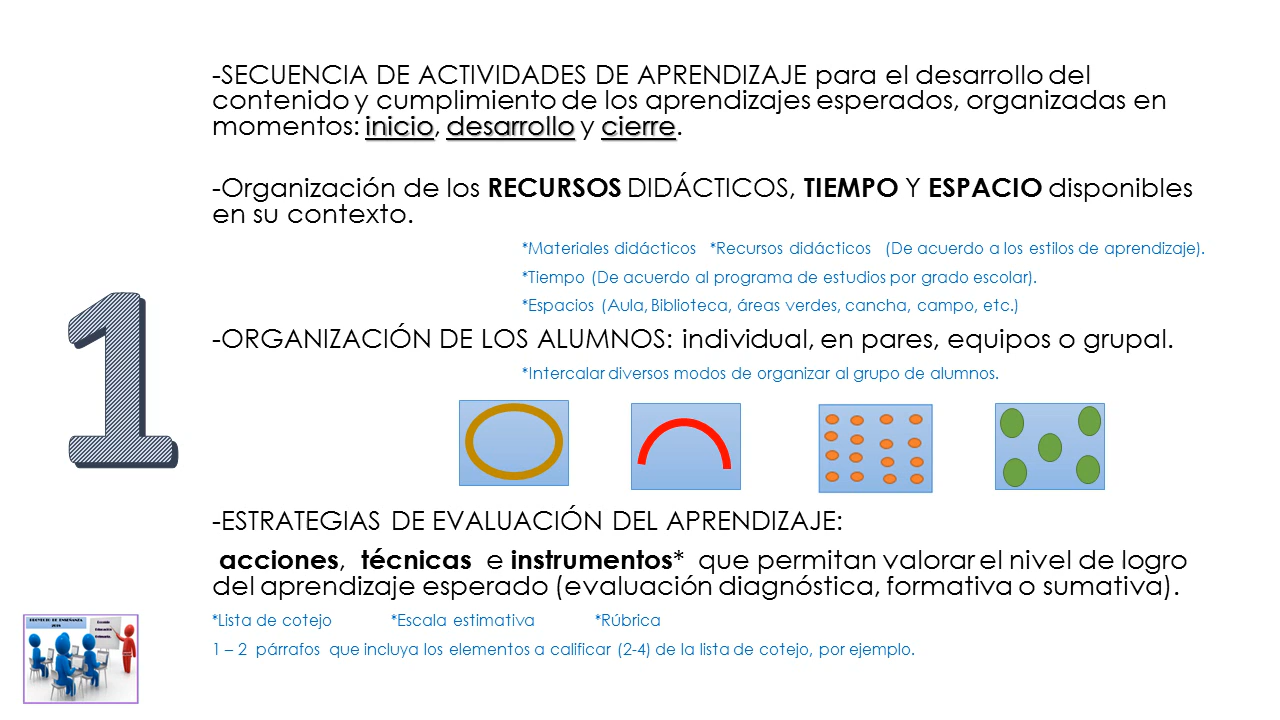 -SECUENCIA DE ACTIVIDADES DE APRENDIZAJE para el desarrollo del
contenido y cumplimiento de los aprendizajes esperados, organizadas en
momentos: inicio, desarrollo y cierre.
-Organización de los RECURSOS DIDÁCTICOS, TIEMPO Y ESPACIO disponibles
en su contexto.
*Materiales didácticos *Recursos didácticos (De acuerdo a los estilos de aprendizaje).
*Tiempo (De acuerdo al programa de estudios por grado escolar).
*Espacios (Aula, Biblioteca, áreas verdes, cancha, campo, etc.)
1
-ORGANIZACIÓN DE LOS ALUMNOS: individual, en pares, equipos o grupal.
*Intercalar diversos modos de organizar al grupo de alumnos.
-ESTRATEGIAS DE EVALUACIÓN DEL APRENDIZAJE:
acciones, técnicas e instrumentos* que permitan valorar el nivel de logro
del aprendizaje esperado (evaluación diagnóstica, formativa o sumativa).
*Lista de cotejo *Escala estimativa *Rúbrica
1 – 2 párrafos que incluya los elementos a calificar (2-4) de la lista de cotejo, por ejemplo.
PROYECTO DE ENSEÑANZA